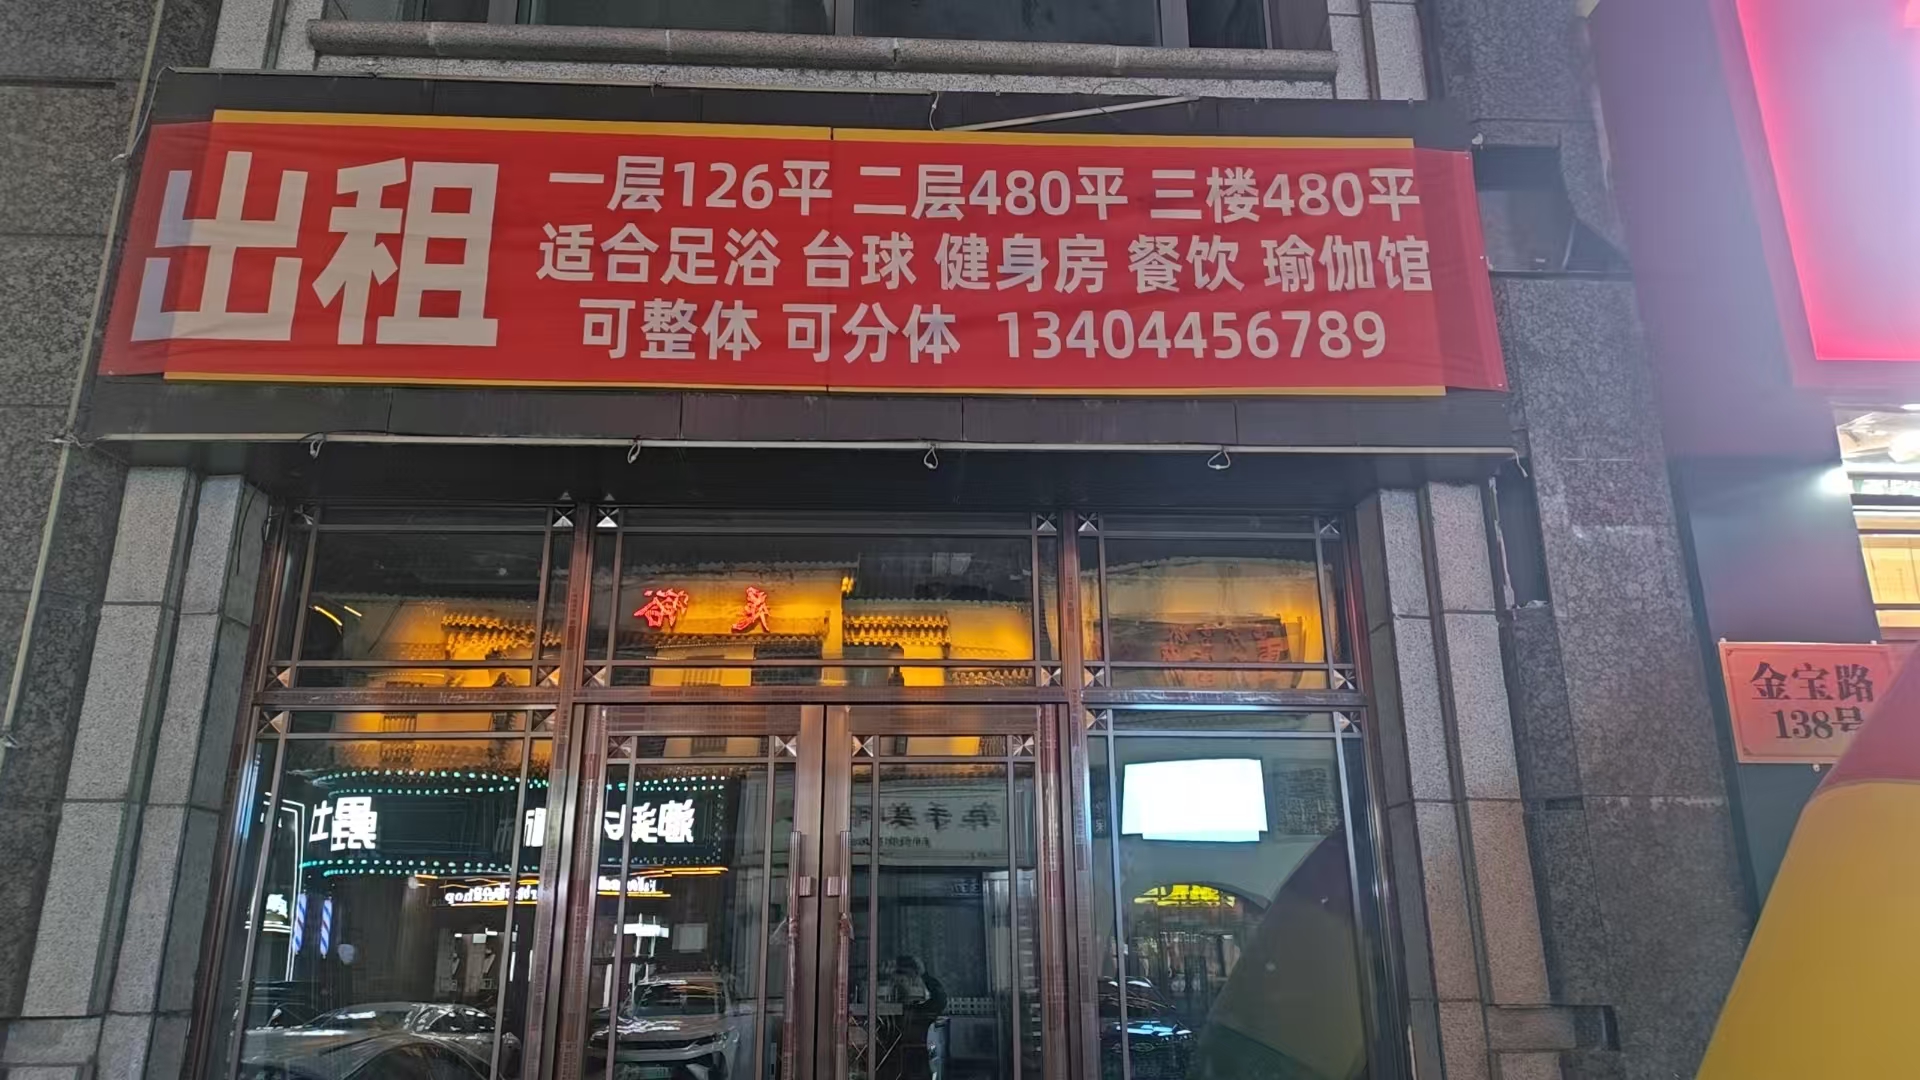 出租
一层126平 二层480平 三楼480平
适合足浴 台球 健身房 餐饮 瑜伽馆
可整体 可分体 13404456789
金宝路
138号